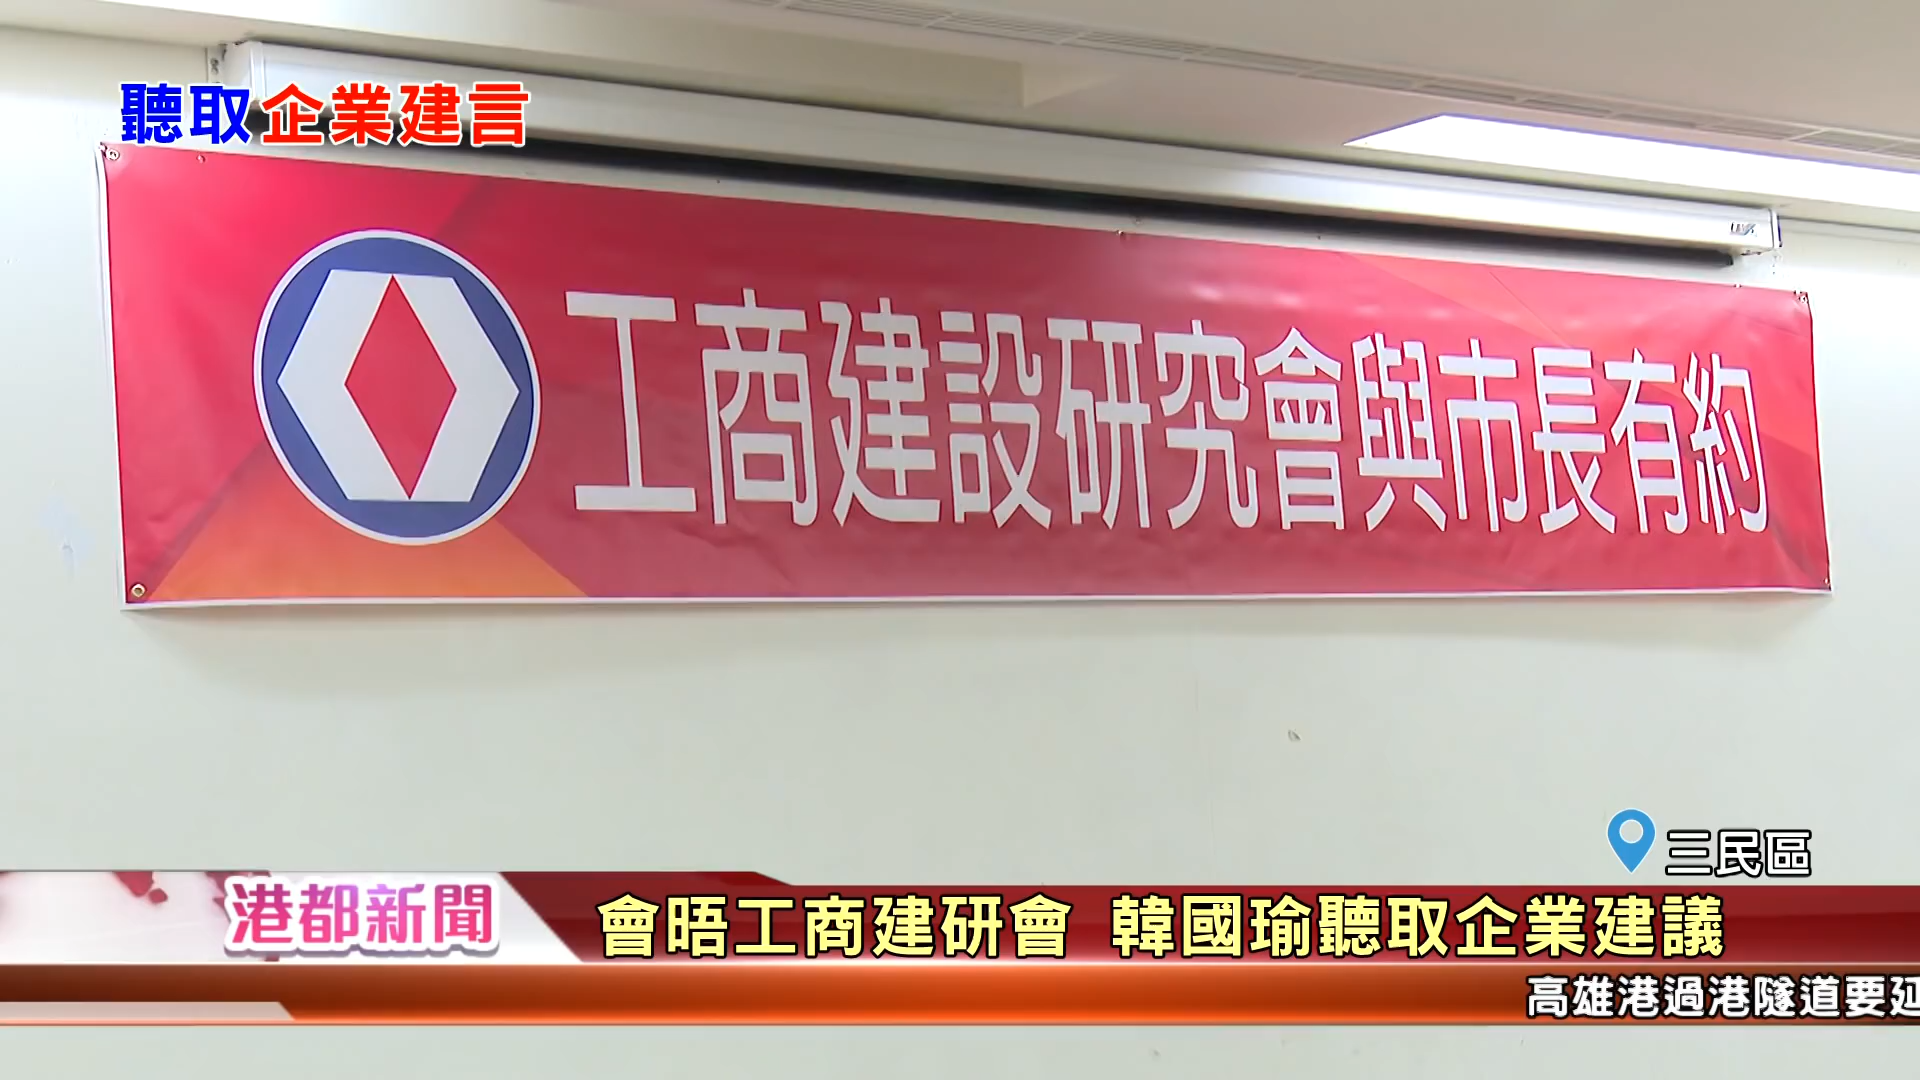 聽取企業建言
工商建設研究會與市長有約
三民區
港都新聞
會晤工商建研會 韓國瑜聽取企業建議
高雄港過港隧道要延